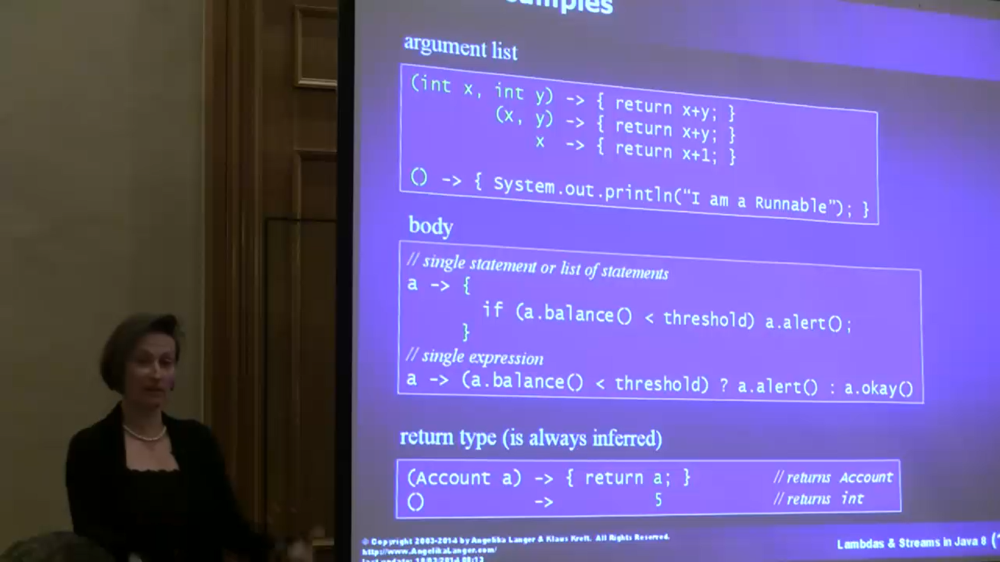 argument list
(int x, int y) -> { return x+y; }
(x, y) -> { return x+y; }
x -> { return x+1; }
() -> { System.out.println("I am a Runnable"); }
body
// single statement or list of statements
a -> {
if (a.balance() < threshold) a.alert();
}
// single expression
a -> (a.balance() < threshold) ? a.alert() : a.okay()
return type (is always inferred)
(Account a) -> { return a; } // returns Account
() -> 5 // returns int
© Copyright 2003-2014 by Angelika Langer & Klaus Kreft. All Rights Reserved.
http://www.AngelikaLanger.com/
Lambdas & Streams in Java 8